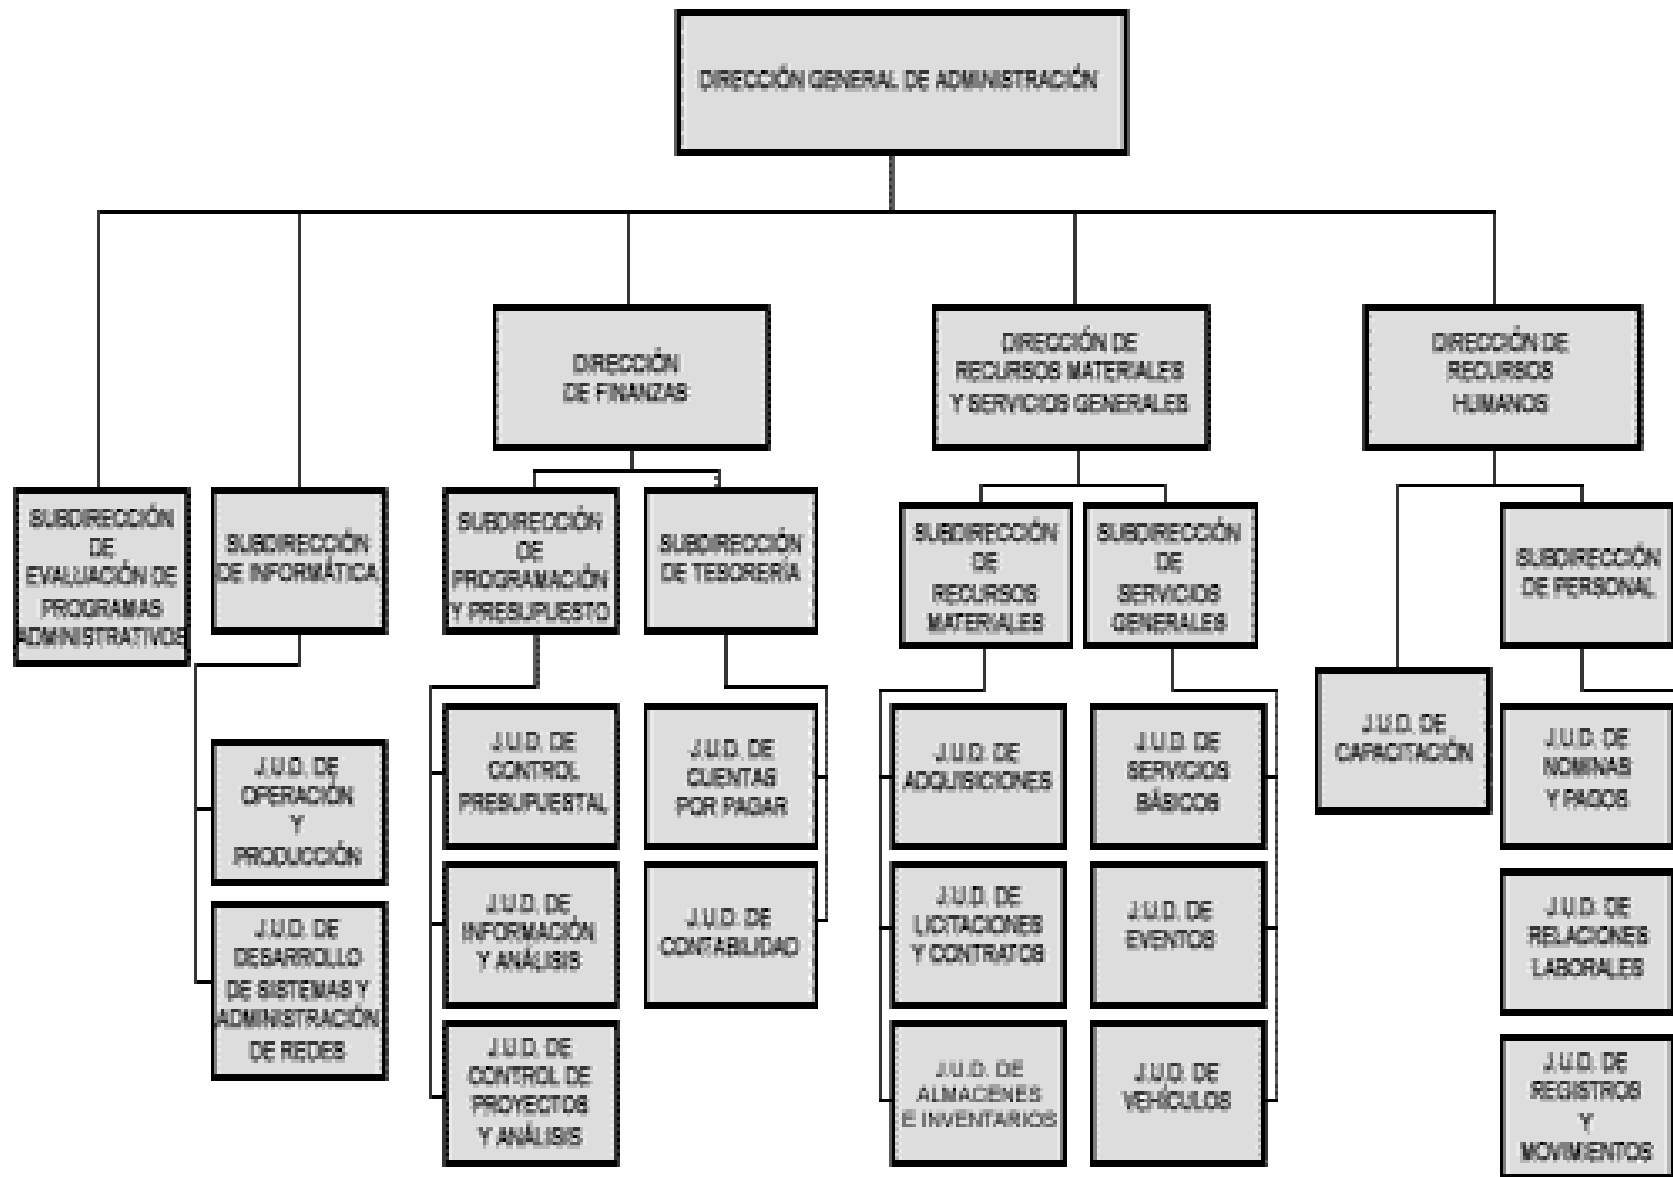 DIRECCIÓN GENERAL DE ADMINISTRACIÓN
DIRECCIÓN
DE FINANZAS
DIRECCIÓN DE
RECURSOS MATERIALES
Y SERVICIOS GENERALES
DIRECCIÓN DE
RECURSOS
HUMANOS
SUBDIRECCIÓN
DE
EVALUACIÓN DE
PROGRAMAS
ADMINISTRATIVOS
SUBDIRECCIÓN
DE INFORMÁTICA
SUBDIRECCIÓN
DE
PROGRAMACIÓN
Y PRESUPUESTO
SUBDIRECCIÓN
DE TESORERÍA
SUBDIRECCIÓN
DE
RECURSOS
MATERIALES
SUBDIRECCIÓN
DE
SERVICIOS
GENERALES
SUBDIRECCIÓN
DE PERSONAL
J.U.D. DE
OPERACIÓN
Y
PRODUCCIÓN
J.U.D. DE
DESARROLLO
DE SISTEMAS Y
ADMINISTRACIÓN
DE REDES
J.U.D. DE
CONTROL
PRESUPUESTAL
J.U.D. DE
INFORMACIÓN
Y ANÁLISIS
J.U.D. DE
CONTROL DE
PROYECTOS
Y ANÁLISIS
J.U.D. DE
CUENTAS
POR PAGAR
J.U.D. DE
CONTABILIDAD
J.U.D. DE
ADQUISICIONES
J.U.D. DE
LICITACIONES
Y CONTRATOS
J.U.D. DE
ALMACENES
E INVENTARIOS
J.U.D. DE
SERVICIOS
BÁSICOS
J.U.D. DE
EVENTOS
J.U.D. DE
VEHÍCULOS
J.U.D. DE
CAPACITACIÓN
J.U.D. DE
NOMINAS
Y PAGOS
J.U.D. DE
RELACIONES
LABORALES
J.U.D. DE
REGISTROS
Y
MOVIMIENTOS